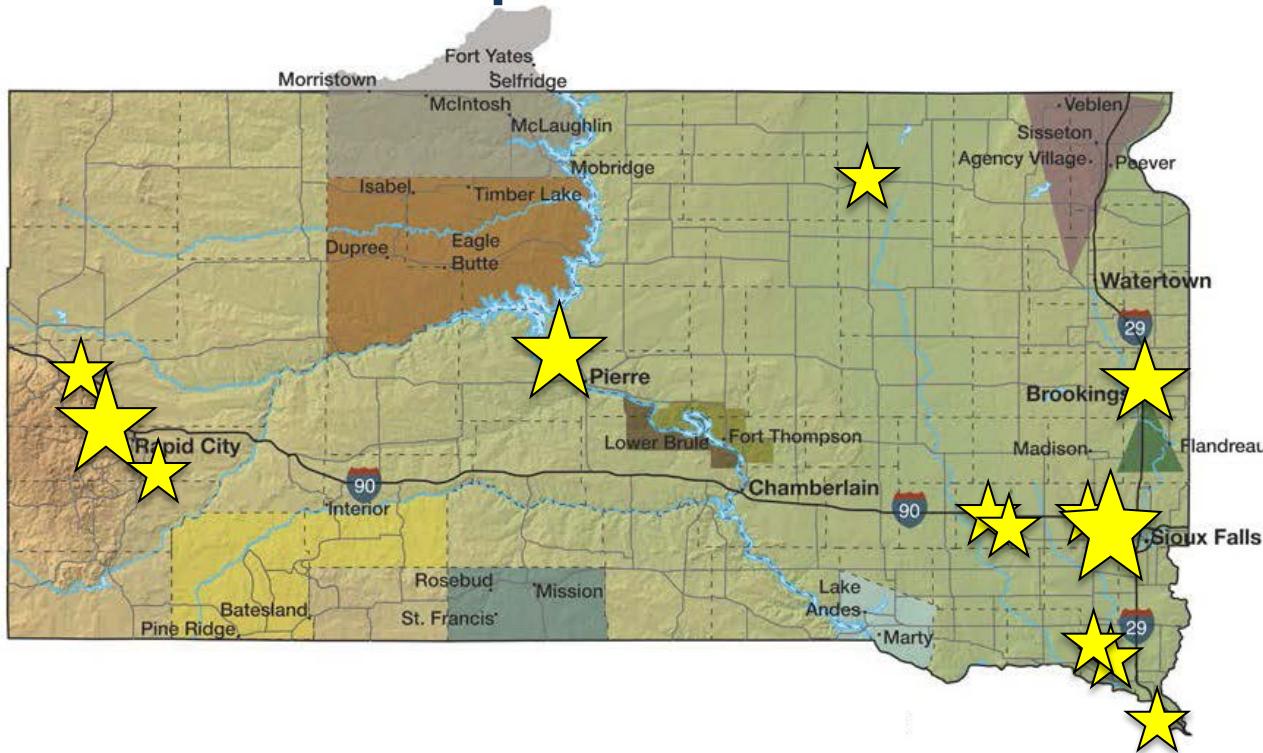 Fort Yates
Selfridge
Morristown
McIntosh
McLaughlin
Mobridge
Veblen
Sisseton
Agency Village
Peever
Isabel
Timber Lake
Dupree
Eagle
Butte
Watertown
29
Pierre
Brookings
Rapid City
Lower Brule
Fort Thompson
Madison
Flandreau
90
Interior
Chamberlain
90
Sioux Falls
Rosebud
Mission
St. Francis
Batesland
Pine Ridge
Lake
Andes
Marty
29